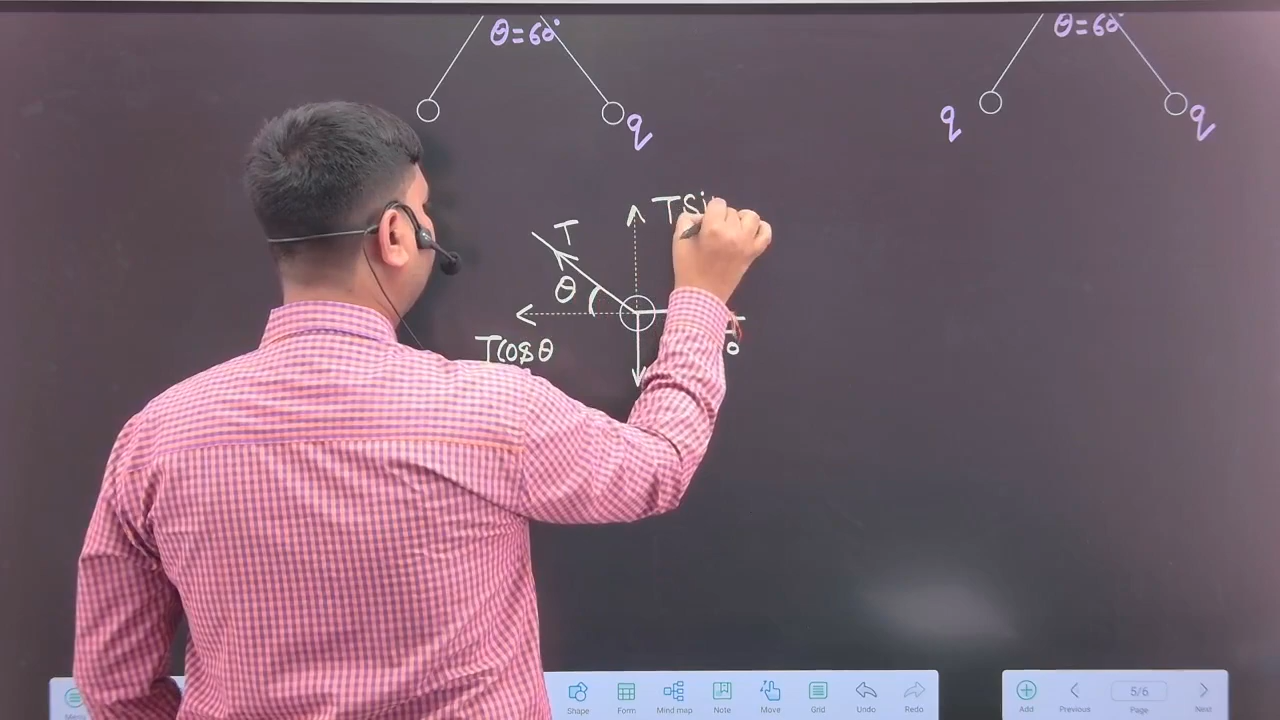 θ=60°
θ=60°
q
q
q
TSi
T
θ
TCosθ
Shape
Form
Mind map
Note
Move
Grid
Undo
Redo
Add
Previous
5/6
Page
Next